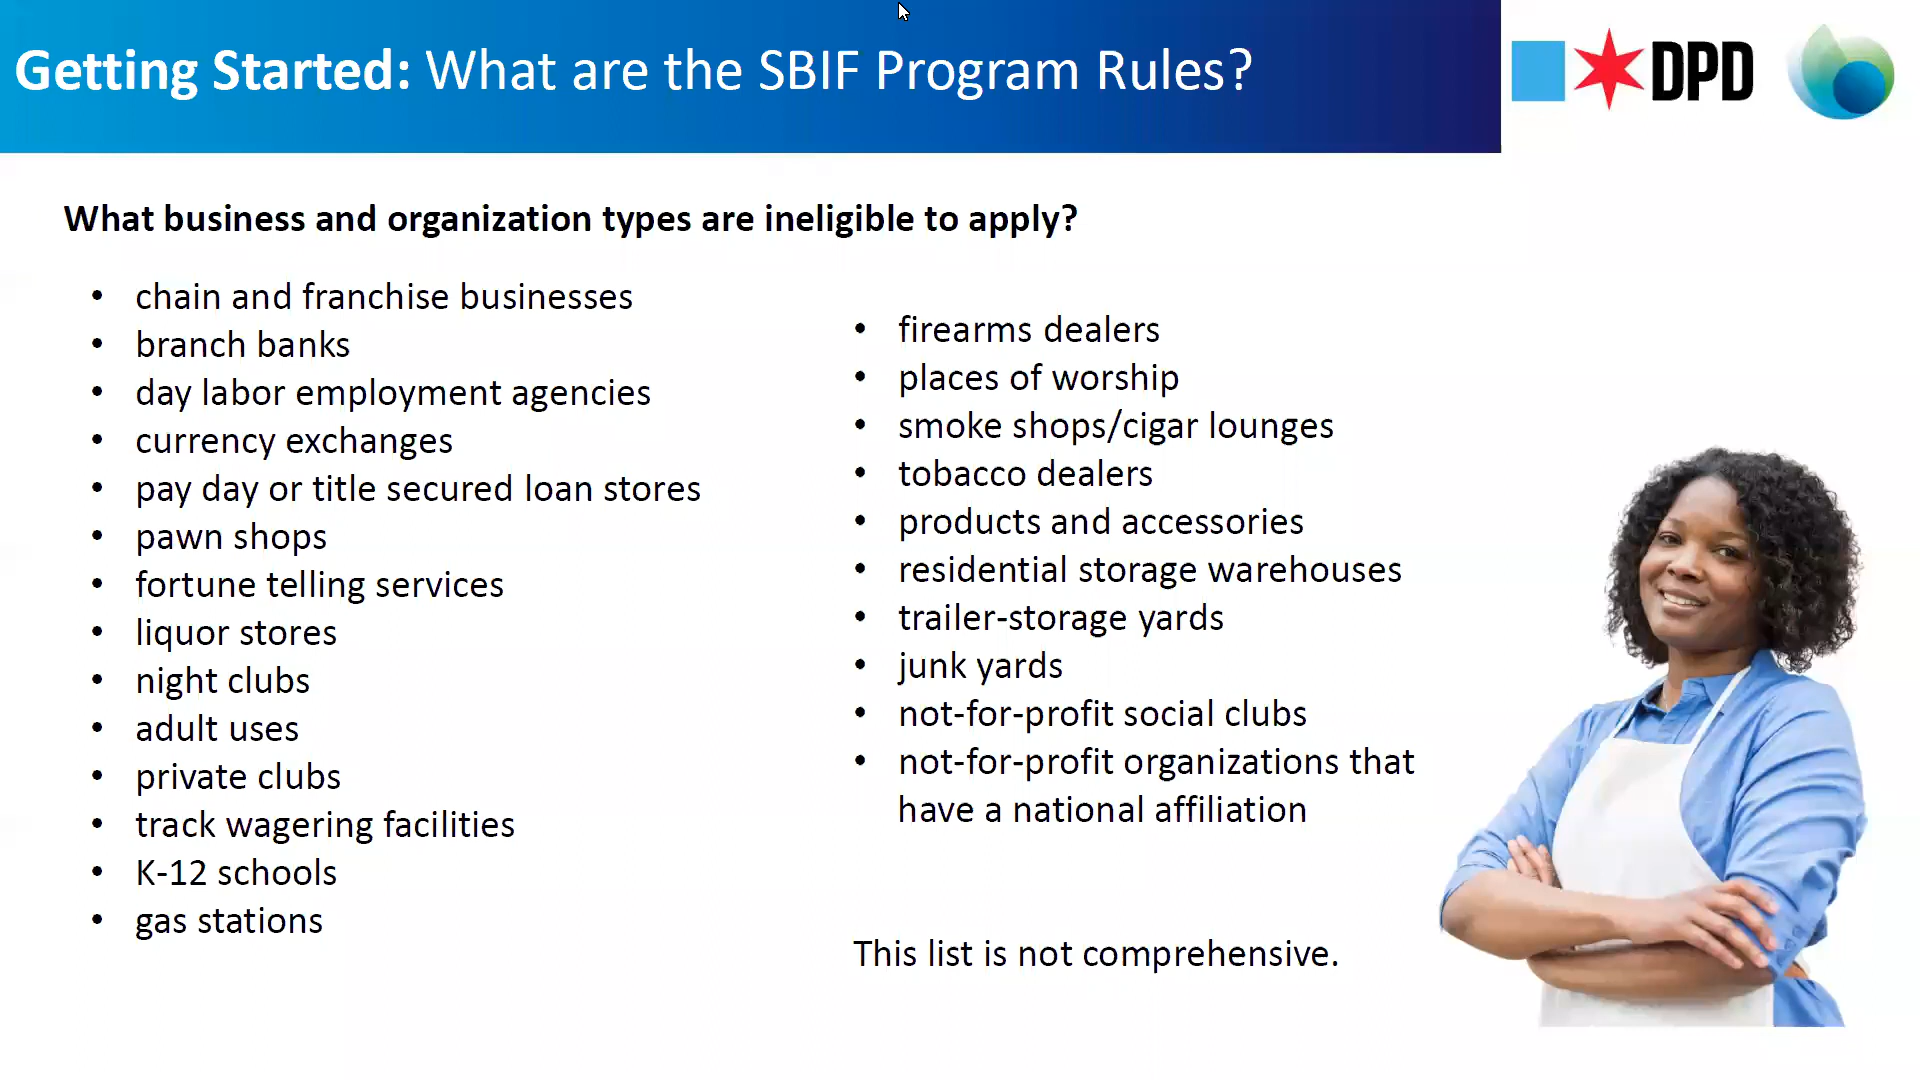 Getting Started: What are the SBIF Program Rules?
DPD
What business and organization types are ineligible to apply?
• chain and franchise businesses
• branch banks
• day labor employment agencies
• currency exchanges
• pay day or title secured loan stores
• pawn shops
• fortune telling services
• liquor stores
• night clubs
• adult uses
• private clubs
• track wagering facilities
• K-12 schools
• gas stations
• firearms dealers
• places of worship
• smoke shops/cigar lounges
• tobacco dealers
• products and accessories
• residential storage warehouses
• trailer-storage yards
• junk yards
• not-for-profit social clubs
• not-for-profit organizations that
have a national affiliation
This list is not comprehensive.